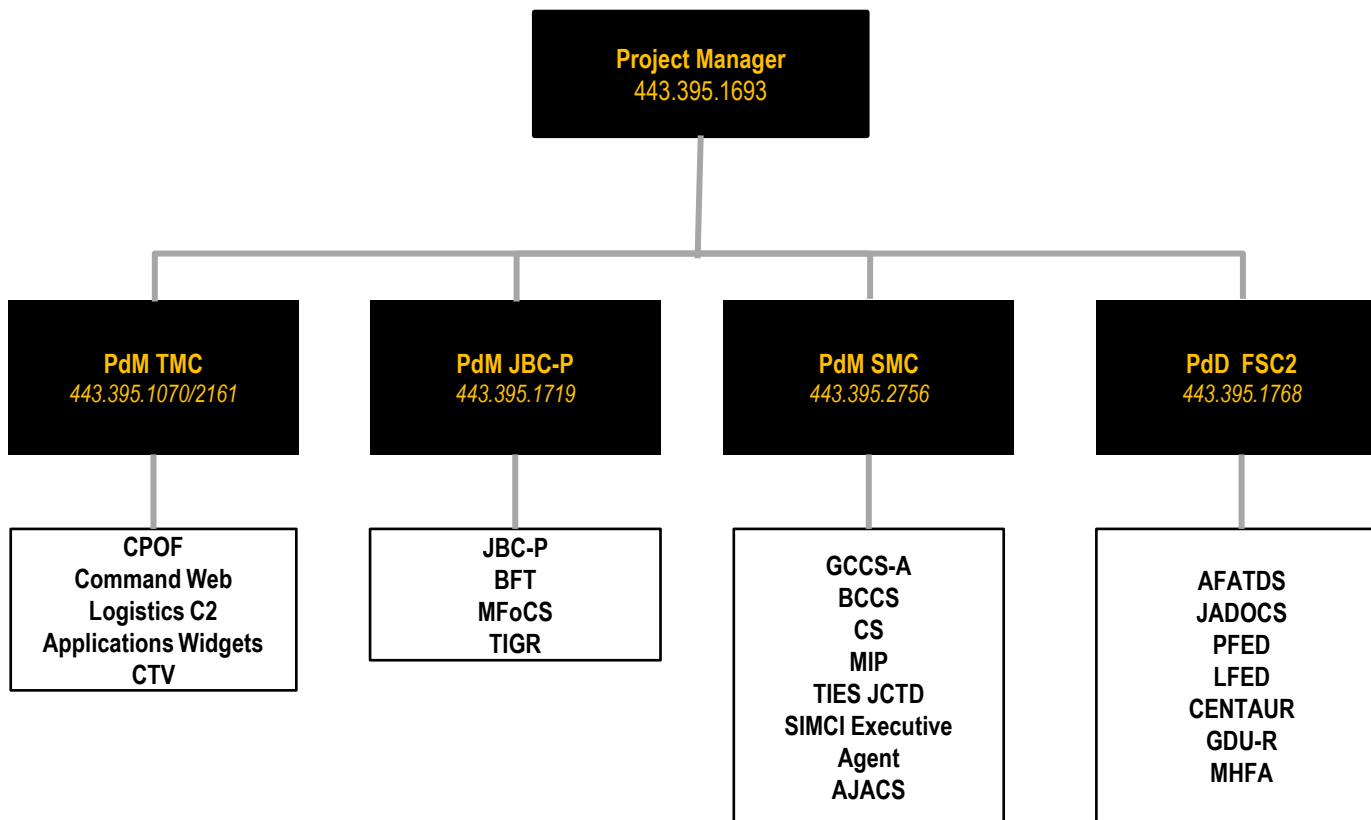 Project Manager
443.395.1693
PdM TMC
443.395.1070/2161
PdM JBC-P
443.395.1719
PdM SMC
443.395.2756
PdD FSC2
443.395.1768
CPOF
Command Web
Logistics C2
Applications Widgets
CTV
JBC-P
BFT
MFoCS
TIGR
GCCS-A
BCCS
CS
MIP
TIES JCTD
SIMCI Executive
Agent
AJACS
AFATDS
JADOCS
PFED
LFED
CENTAUR
GDU-R
MHFA